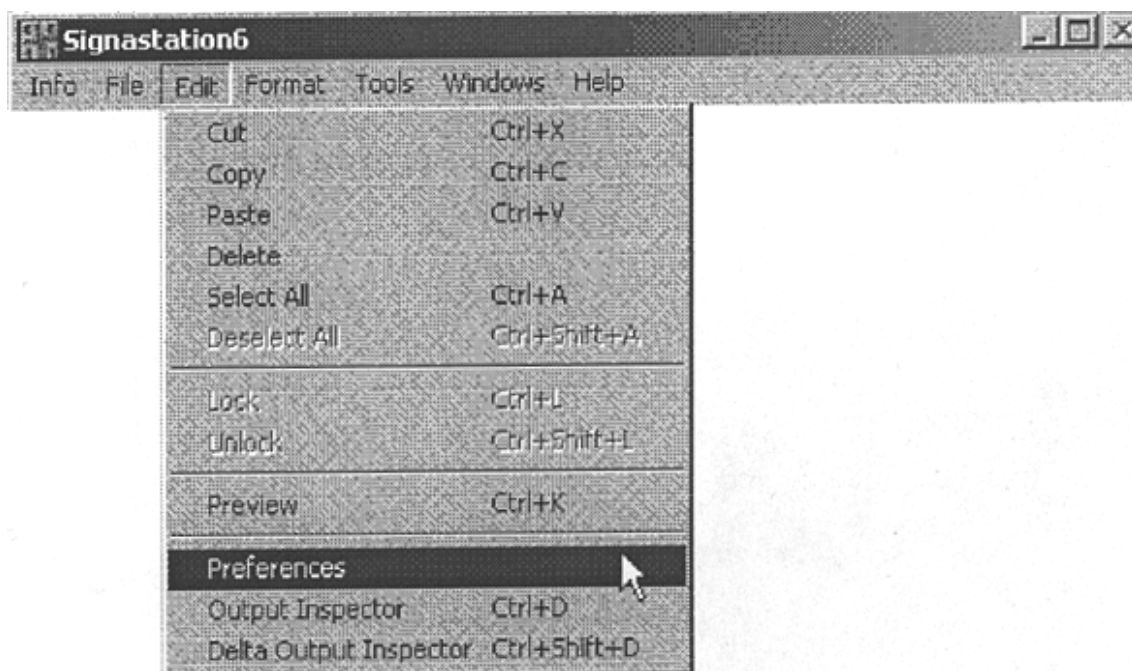 Signastation6
Info File Edit Format Tools Windows Help
Cut Ctrl+X
Copy Ctrl+C
Paste Ctrl+V
Delete
Select All Ctrl+A
Deselect All Ctrl+Shift+A
Lock Ctrl+L
Unlock Ctrl+Shift+L
Preview Ctrl+K
Preferences
Output Inspector Ctrl+D
Delta Output Inspector Ctrl+Shift+D